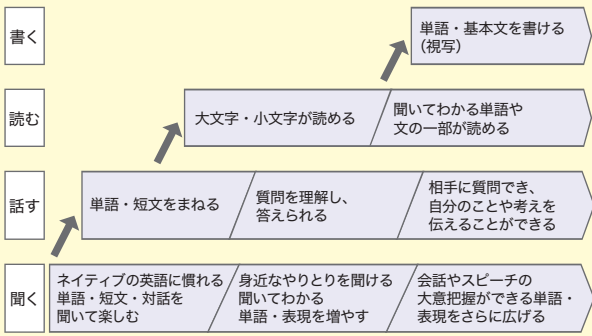 書く
単語・基本文を書ける
（視写）
読む
大文字・小文字が読める
聞いてわかる単語や
文の一部が読める
話す
単語・短文をまねる
質問を理解し、
答えられる
相手に質問でき、
自分のことや考えを
伝えることができる
聞く
ネイティブの英語に慣れる
単語・短文・対話を
聞いて楽しむ
身近なやりとりを聞ける
聞いてわかる
単語・表現を増やす
会話やスピーチの
大意把握ができる単語・
表現をさらに広げる